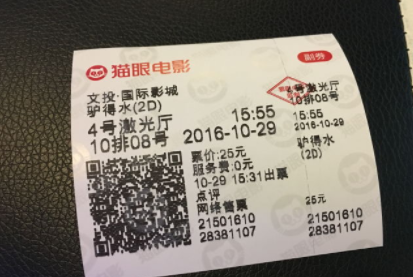 猫眼电影
副券
文投·国际影城
驴得水(2D)
15:55
4号激光厅
2016-10-29
10排08号
票价:25元
服务费:0元
10-29 15:31出票
点评
网络售票
21501610
28381107
4号激光厅
10排08号
15:55
2016-10-29
驴得水
(2D)
25元
21501610
28381107